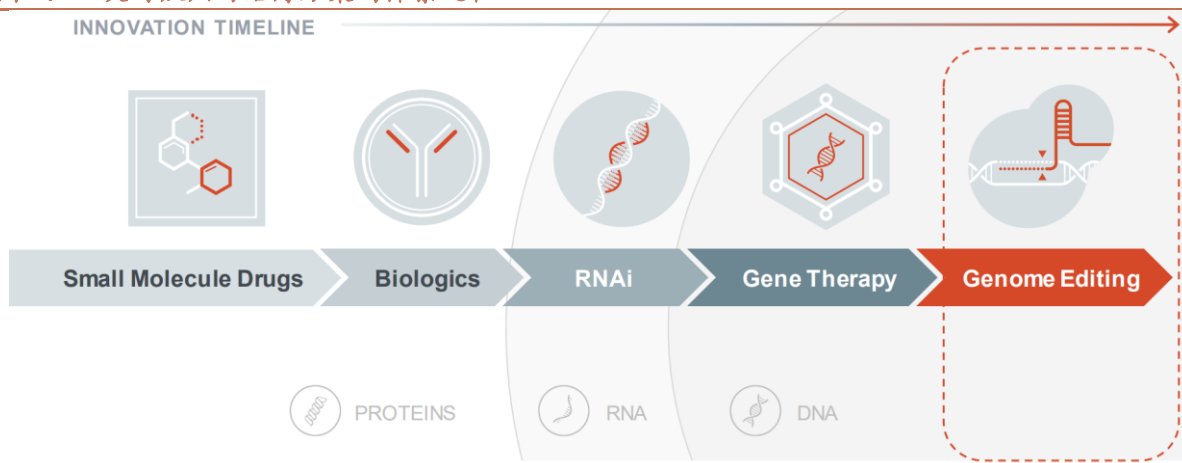 INNOVATION TIMELINE
Small Molecule Drugs
Biologics
RNAi
Gene Therapy
Genome Editing
PROTEINS
RNA
DNA